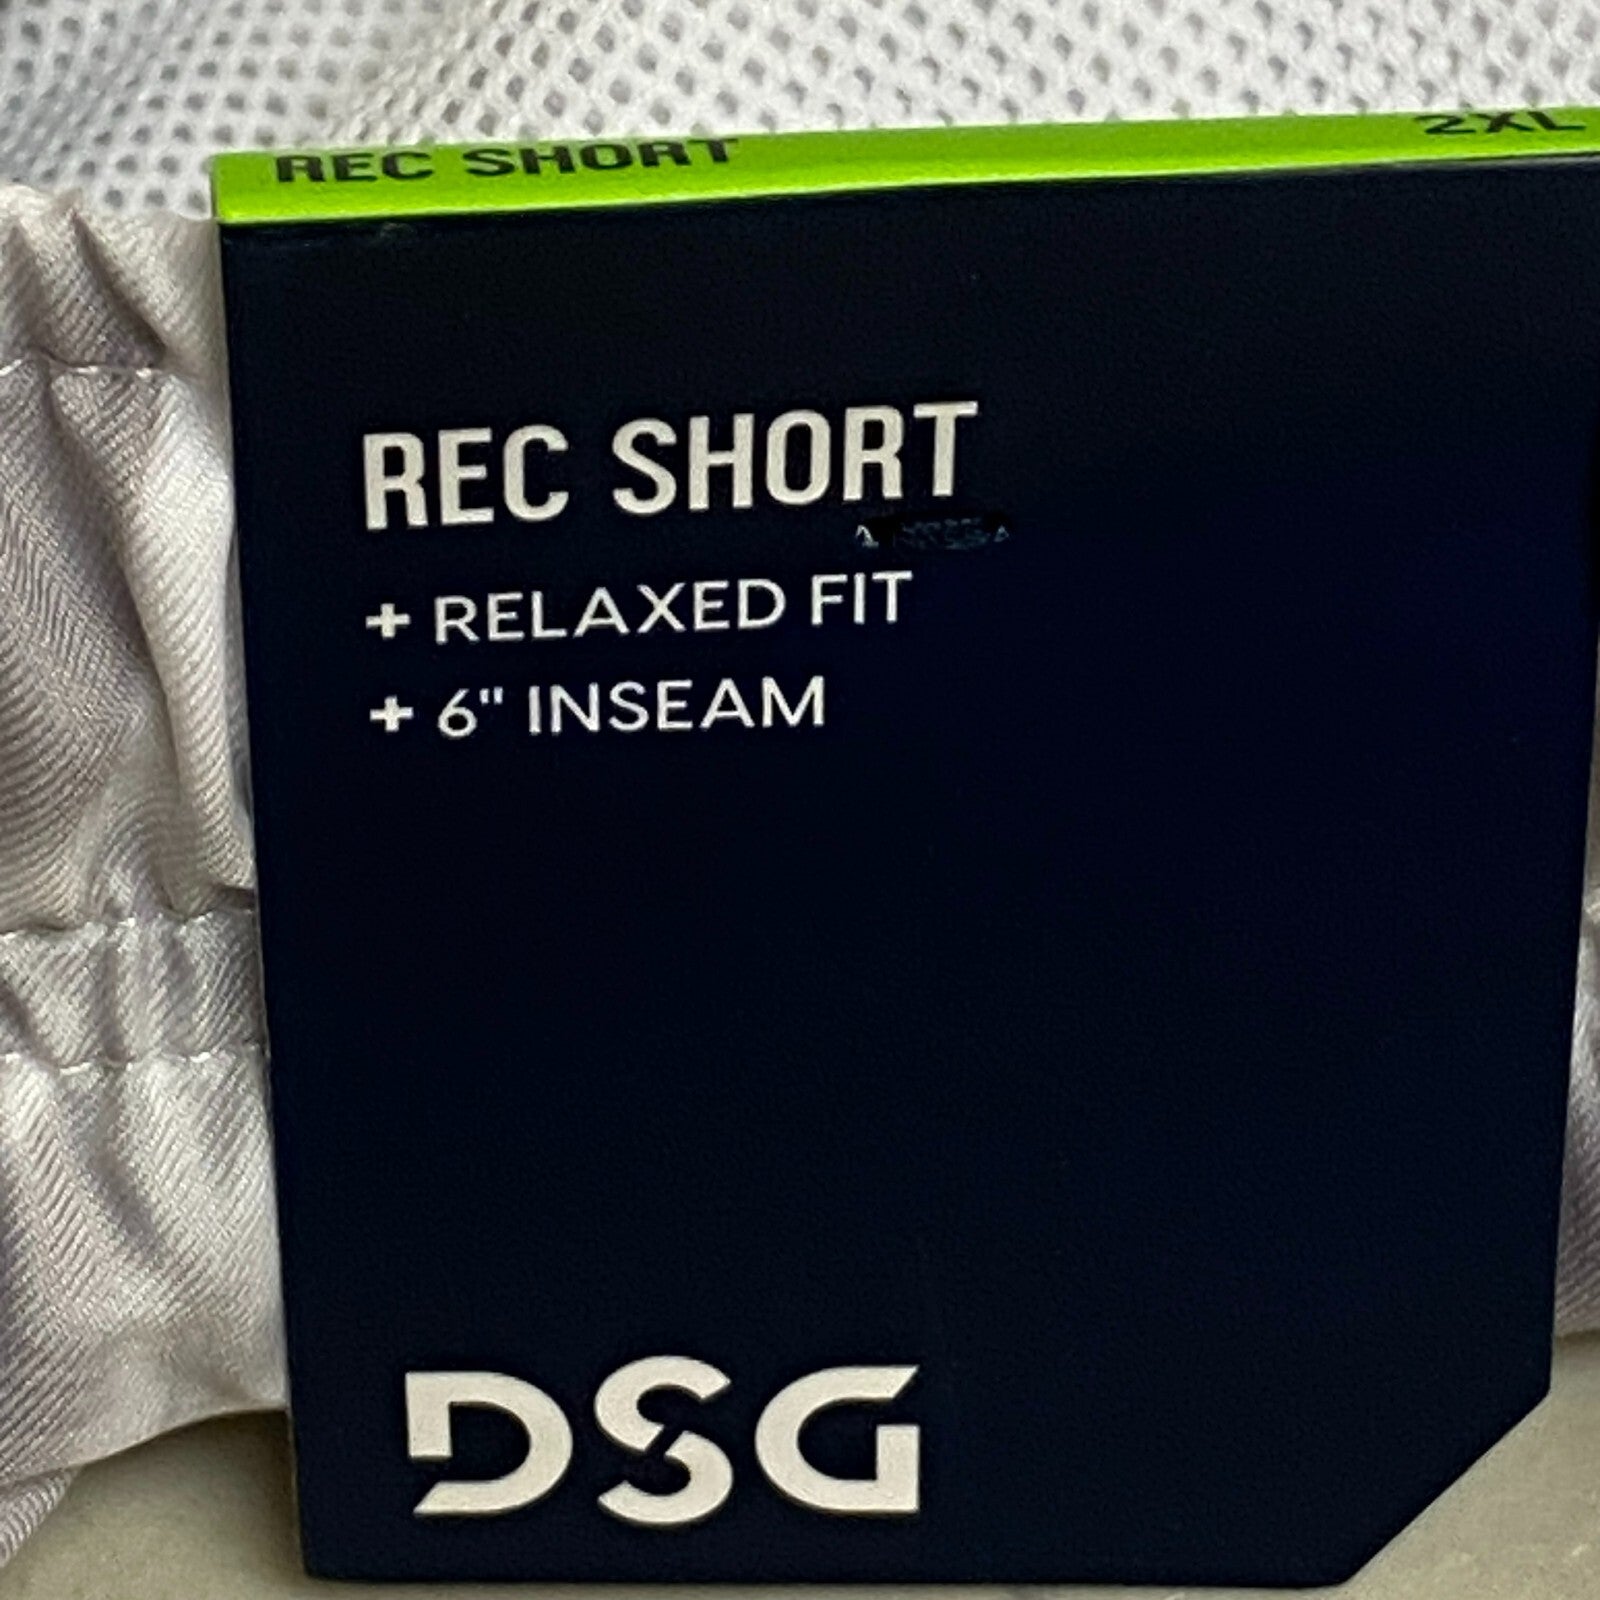 REC SHORT 2XL
REC SHORT
+ RELAXED FIT
+ 6" INSEAM
DSG